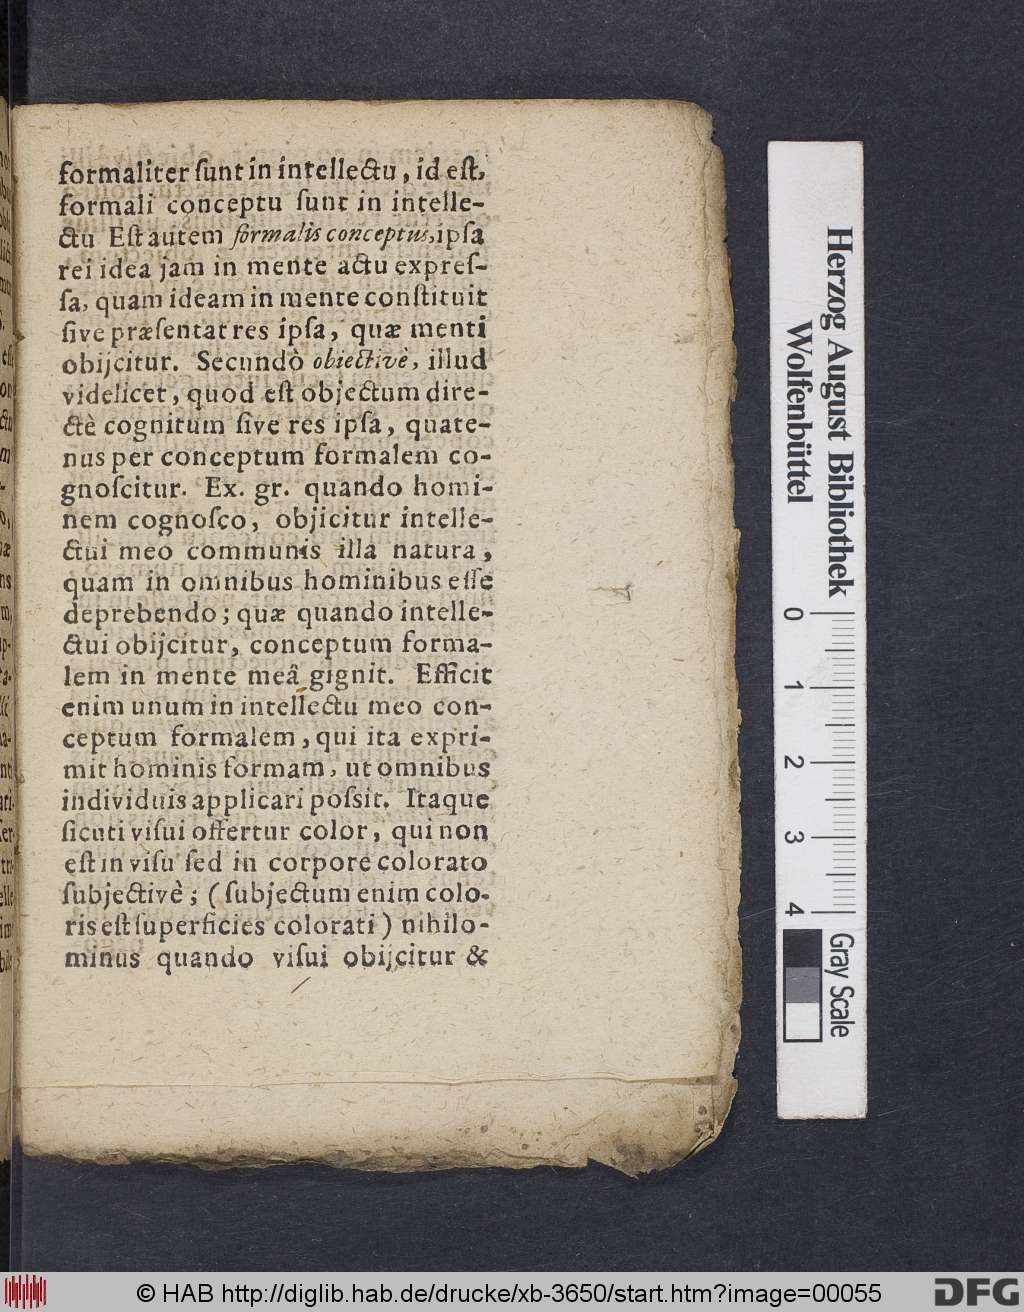 formaliter ſunt in intellectu, id eſt,
formali conceptu ſunt in intelle-
ctu Eſt autem formalis conceptus, ipſa
rei idea jam in mente actu expreſ-
ſa, quam ideam in mente conſtituit
ſive præſentat res ipſa, quæ menti
obijcitur. Secundò obiectivè, illud
videlicet, quod eſt objectum dire-
ctè cognitum ſive res ipſa, quate-
nus per conceptum formalem co-
gnoſcitur. Ex. gr. quando homi-
nem cognoſco, objicitur intelle-
ctui meo communis illa natura,
quam in omnibus hominibus eſſe
deprebendo; quæ quando intelle-
ctui obijcitur, conceptum forma-
lem in mente meâ gignit. Efficit
enim unum in intellectu meo con-
ceptum formalem, qui ita expri-
mit hominis formam, ut omnibus
individuis applicari poſsit. Itaque
ſicuti viſui offertur color, qui non
eſt in viſu ſed in corpore colorato
ſubjectivè; (ſubjectum enim colo-
ris eſt ſuperficies colorati) nihilo-
minus quando viſui obijcitur &
Herzog August Bibliothek
Wolfenbüttel
0 1 2 3 4
Gray Scale
© HAB http://diglib.hab.de/drucke/xb-3650/start.htm?image=00055
DFG